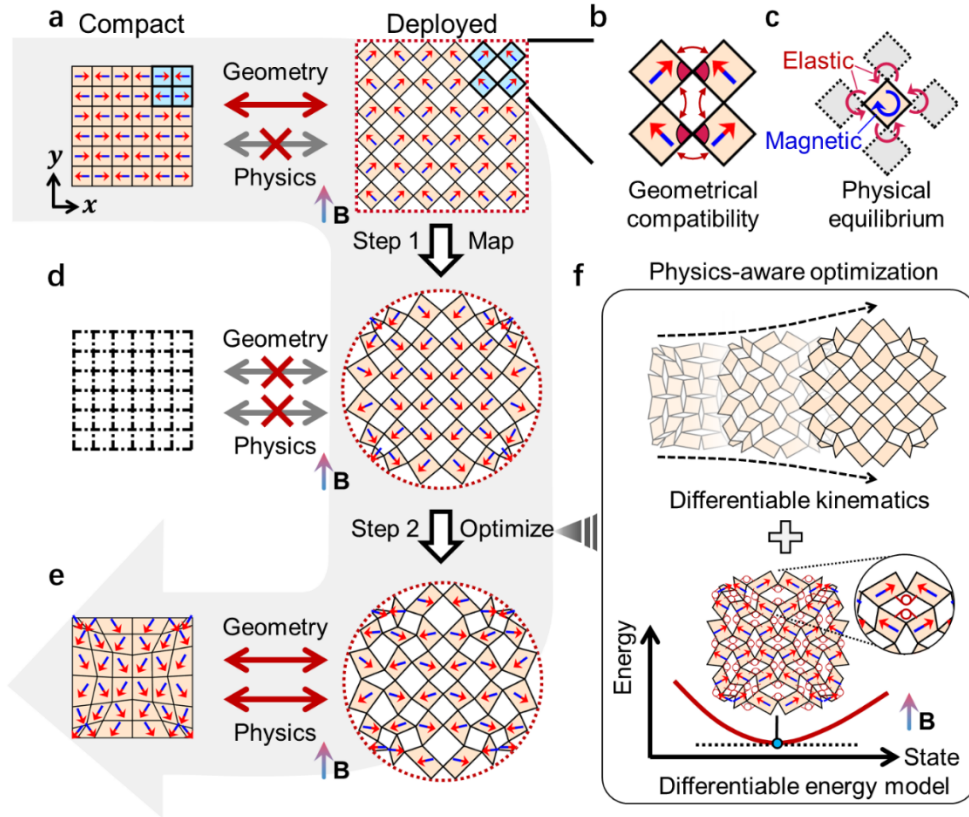 a
Compact
Deployed
Geometry
Physics
B
y
x
b
Geometrical
compatibility
c
Elastic
Magnetic
Physical
equilibrium
Step 1
Map
d
Geometry
Physics
B
Step 2
Optimize
e
Geometry
Physics
B
f
Physics-aware optimization
Differentiable kinematics
Energy
B
State
Differentiable energy model